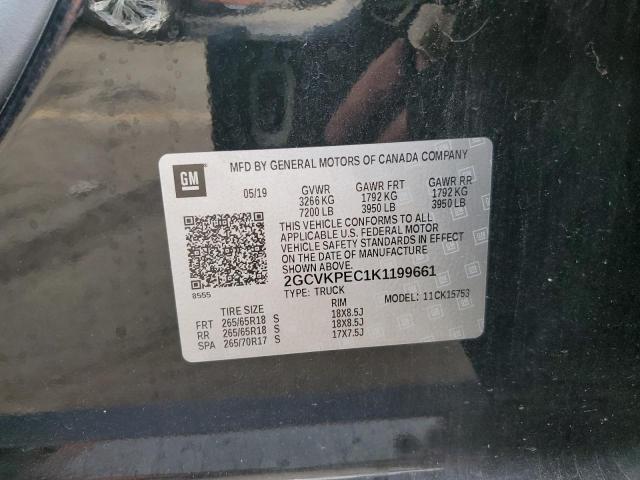 GM
MFD BY GENERAL MOTORS OF CANADA COMPANY
05/19 GVWR GAWR FRT GAWR RR
3266 KG 1792 KG 1792 KG
7200 LB 3950 LB 3950 LB
THIS VEHICLE CONFORMS TO ALL
APPLICABLE U.S. FEDERAL MOTOR
VEHICLE SAFETY STANDARDS IN EFFECT
ON THE DATE OF MANUFACTURE
SHOWN ABOVE.
8555 2GCVKPEC1K1199661
TYPE: TRUCK MODEL: 11CK15753
TIRE SIZE RIM
FRT 265/65R18 S 18X8.5J
RR 265/65R18 S 18X8.5J
SPA 265/70R17 S 17X7.5J